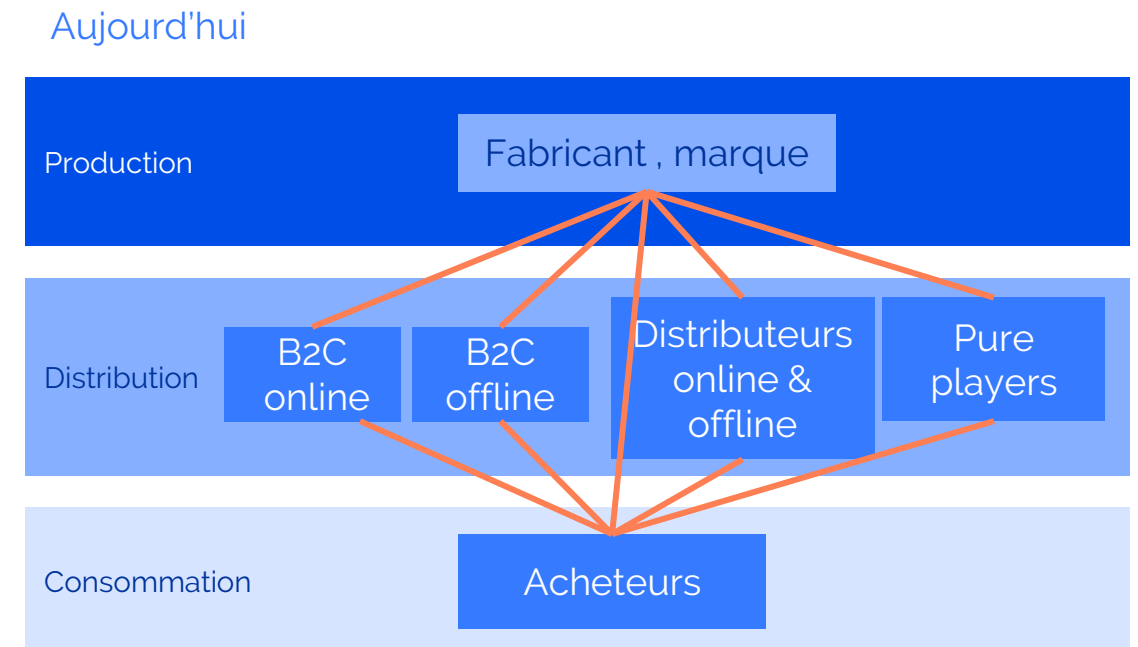 Aujourd’hui
Production
Fabricant , marque
Distribution
B2C
online
B2C
offline
Distributeurs
online &
offline
Pure
players
Consommation
Acheteurs